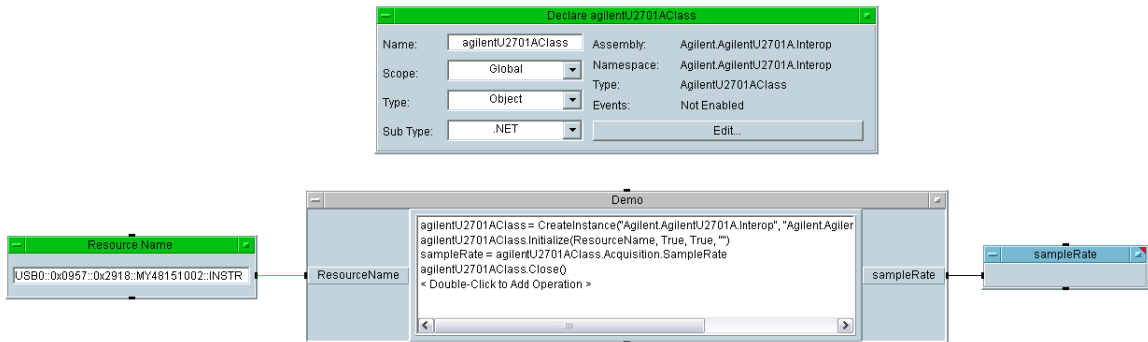 Declare agilentU2701AClass
Name: agilentU2701AClass Assembly: Agilent.AgilentU2701A.Interop
Scope: Global Namespace: Agilent.AgilentU2701A.Interop
Type: AgilentU2701AClass
Type: Object Events: Not Enabled
Sub Type: .NET Edit...
Demo
Resource Name
USB0::0x0957::0x2918::MY48151002::INSTR
ResourceName
agilentU2701AClass = CreateInstance("Agilent.AgilentU2701A.Interop", "Agilent.Agiler
agilentU2701AClass.Initialize(ResourceName, True, True, "")
sampleRate = agilentU2701AClass.Acquisition.SampleRate
agilentU2701AClass.Close()
« Double-Click to Add Operation »
sampleRate
sampleRate